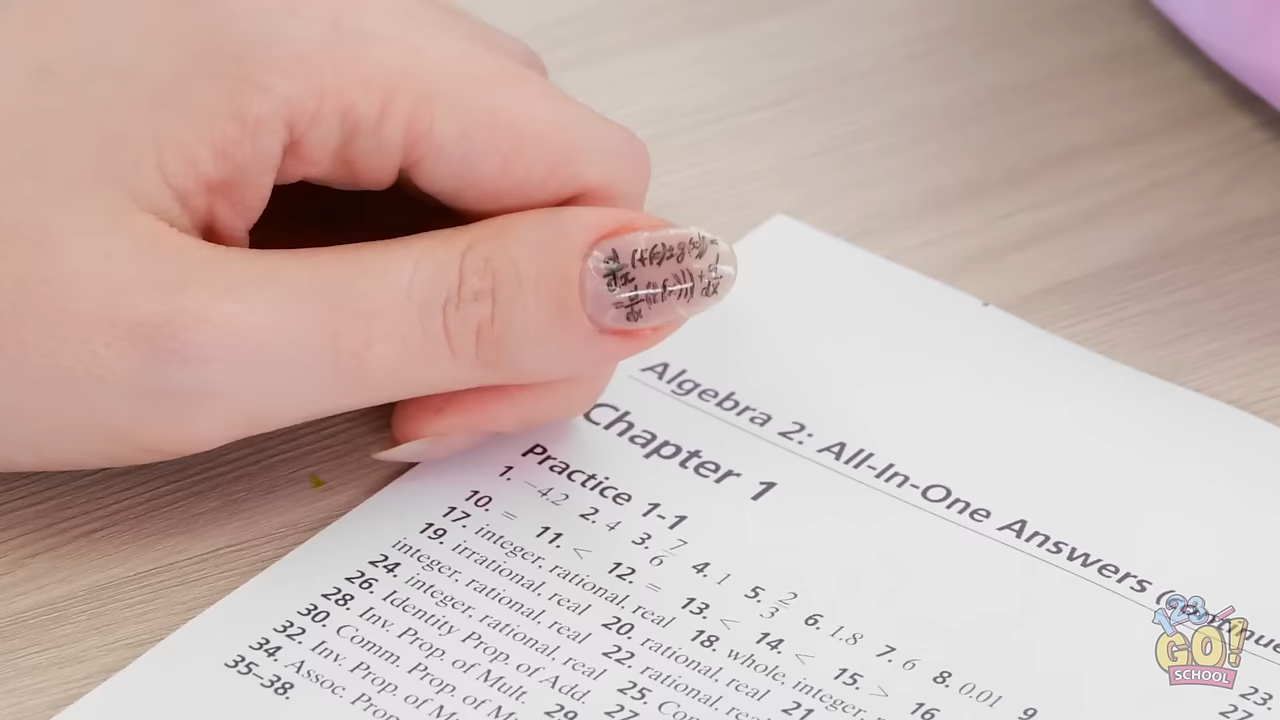 Algebra 2: All-In-One Answers
Chapter 1
Practice 1-1
1. −4.2 2. 4 3. 7/6 4. 1 5. 2/3 6. 1.8 7. 6 8. 0.01 9
10. = 11. < 12. = 13. < 14. < 15. > 16
17. integer, rational, real 18. whole, integer,
19. irrational, real 20. rational, real 21
integer, rational, real 22. rational, real
24. integer, rational, real 25.
26. Identity Prop. of Add. 27
28. Inv. Prop. of Mult. 29
30. Comm. Prop. of
32. Inv. Prop. of
34. Assoc.
35–38.
23.
27
123 GO!
SCHOOL